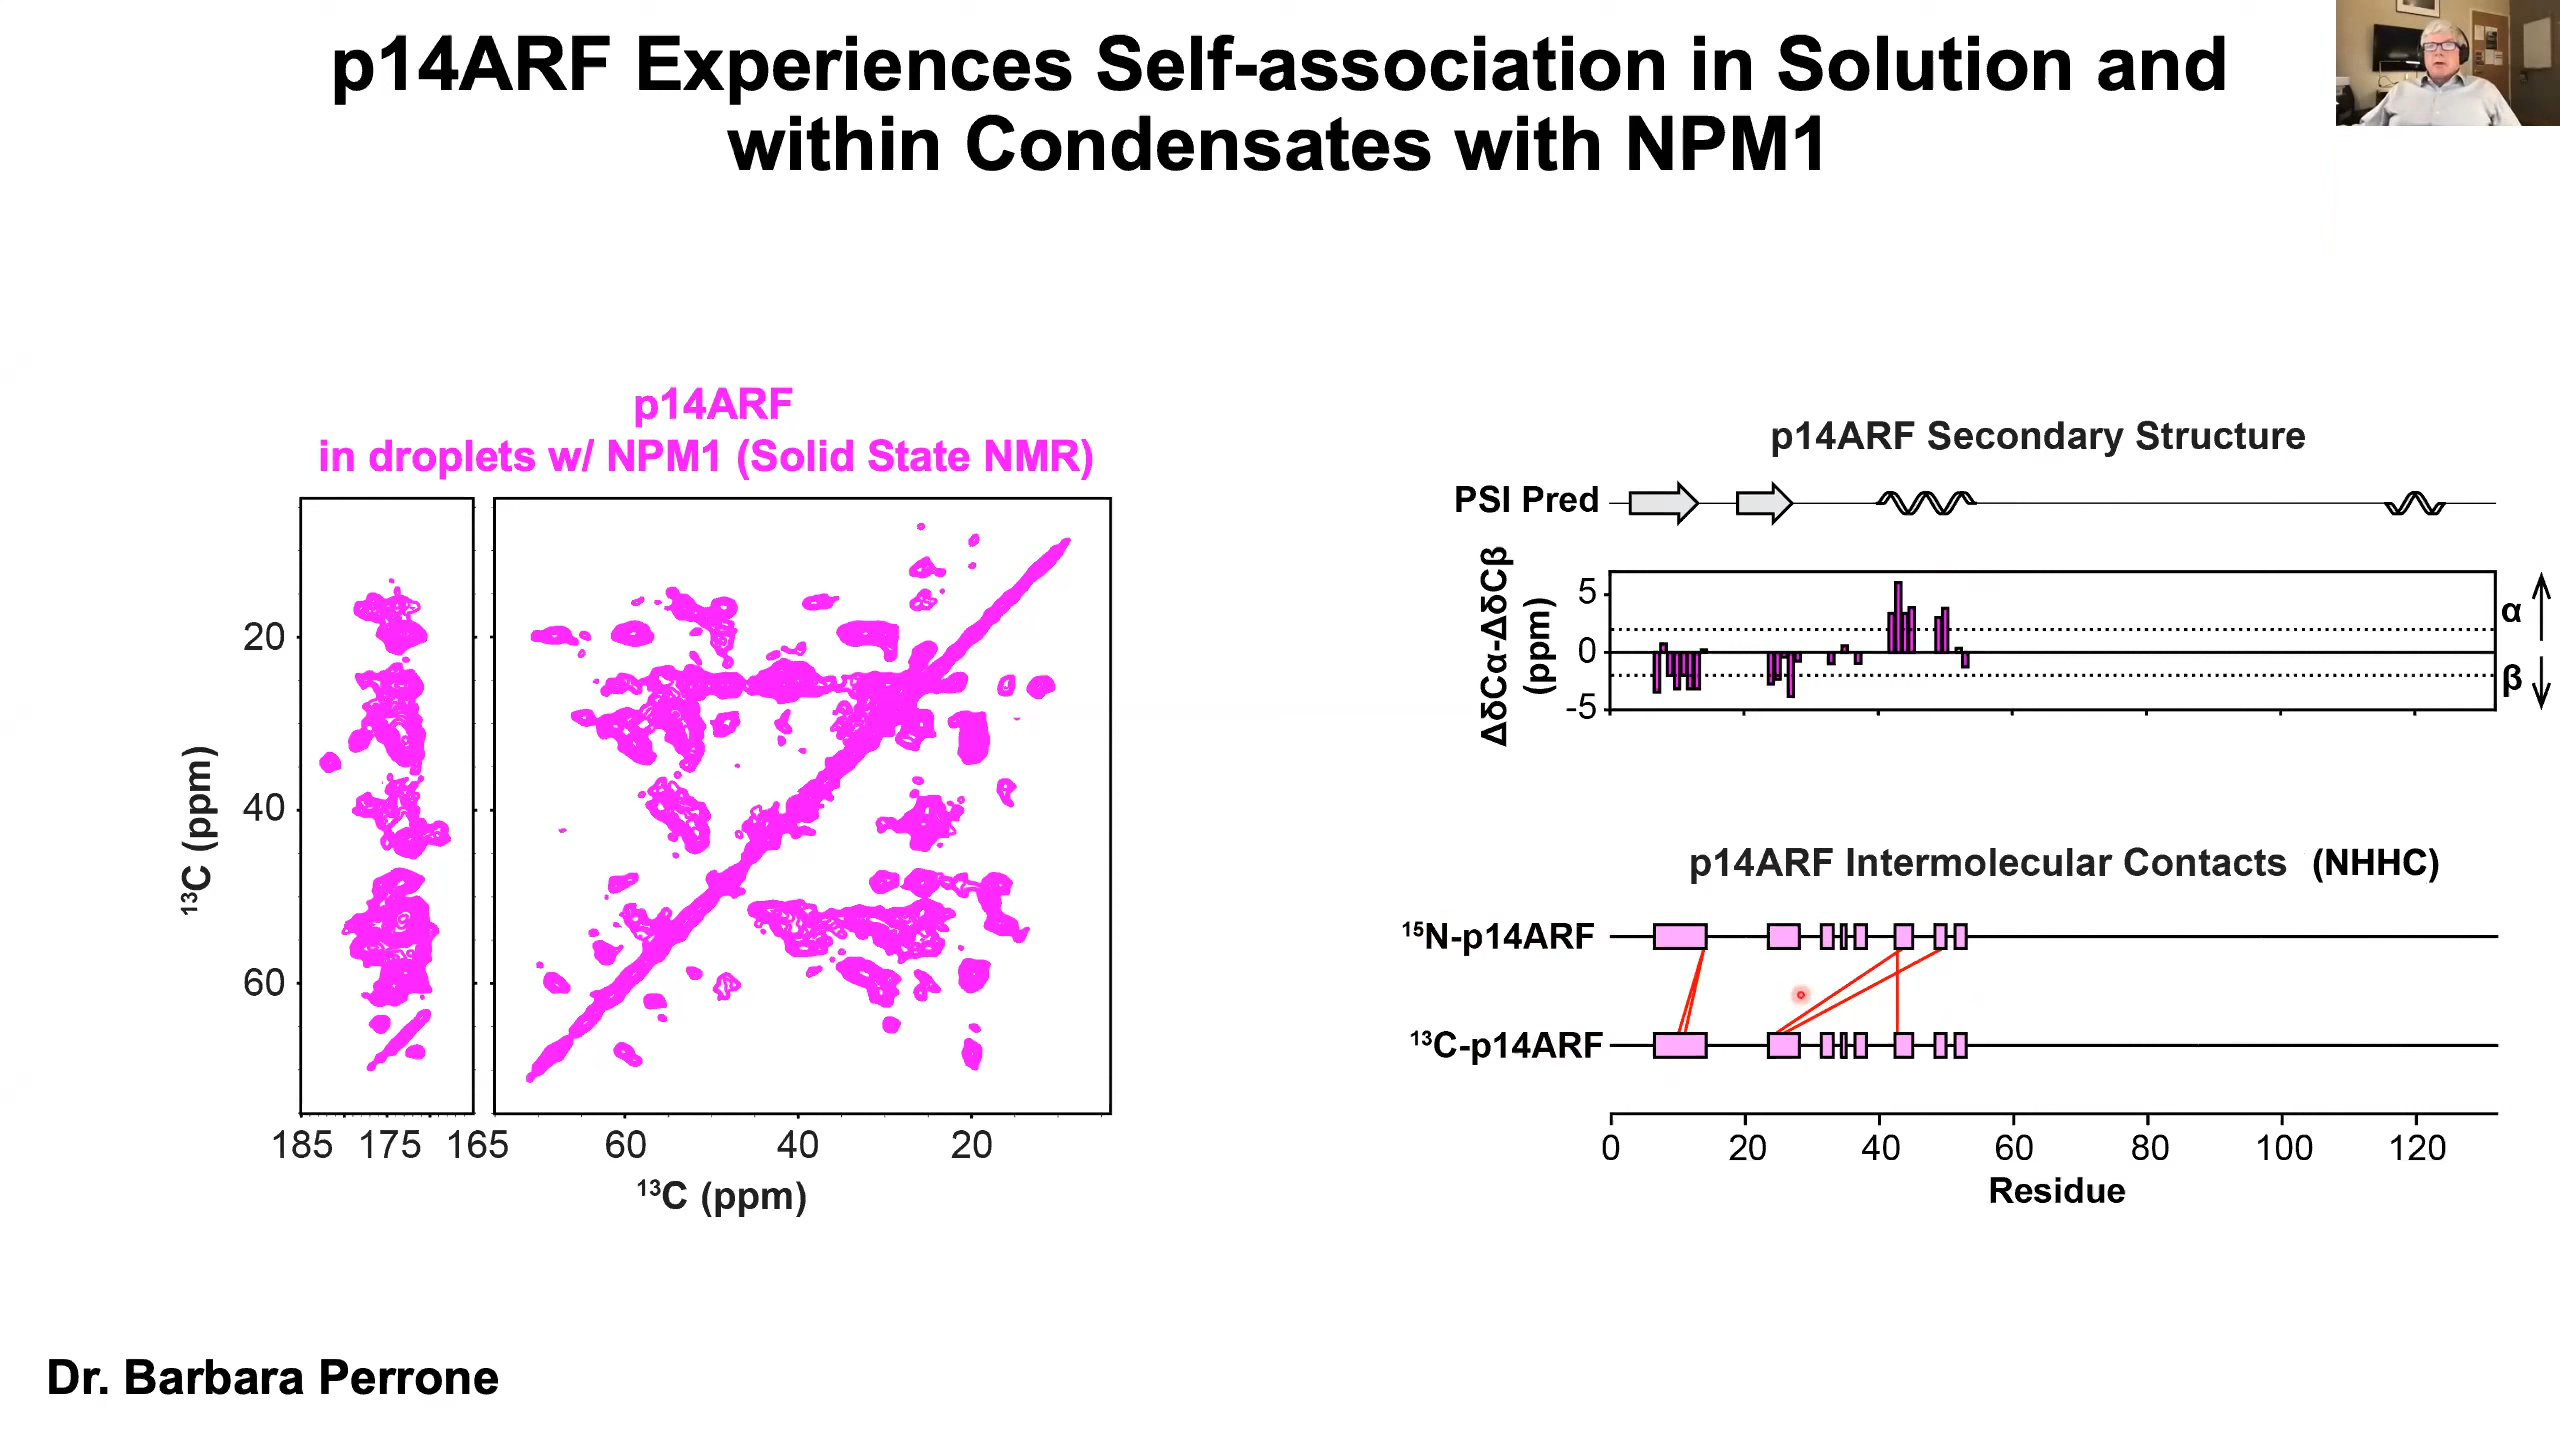 p14ARF Experiences Self-association in Solution and
within Condensates with NPM1
p14ARF
in droplets w/ NPM1 (Solid State NMR)
20
40
60
¹³C (ppm)
185 175 165
60 40 20
¹³C (ppm)
p14ARF Secondary Structure
PSI Pred
ΔδCα-ΔδCβ
(ppm)
5
0
-5
α
β
p14ARF Intermolecular Contacts (NHHC)
¹⁵N-p14ARF
¹³C-p14ARF
0 20 40 60 80 100 120
Residue
Dr. Barbara Perrone